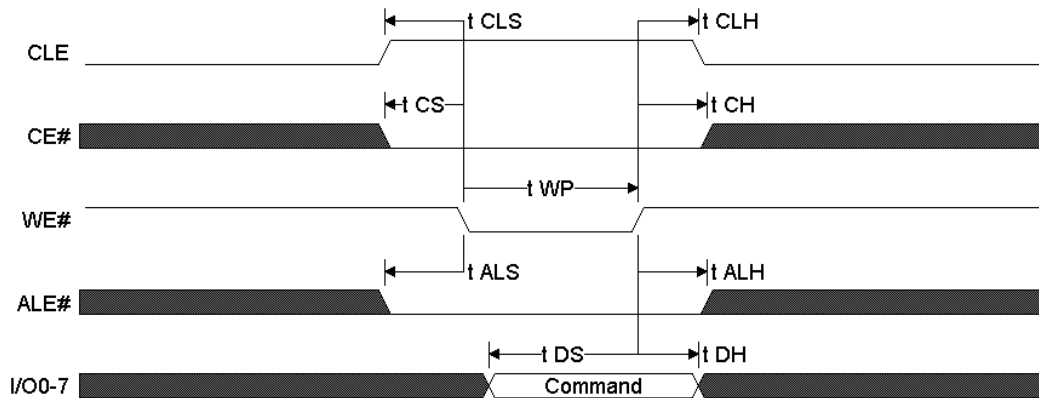 t CLS
t CLH
CLE
t CS
t CH
CE#
t WP
WE#
t ALS
t ALH
ALE#
t DS
t DH
I/O0-7
Command